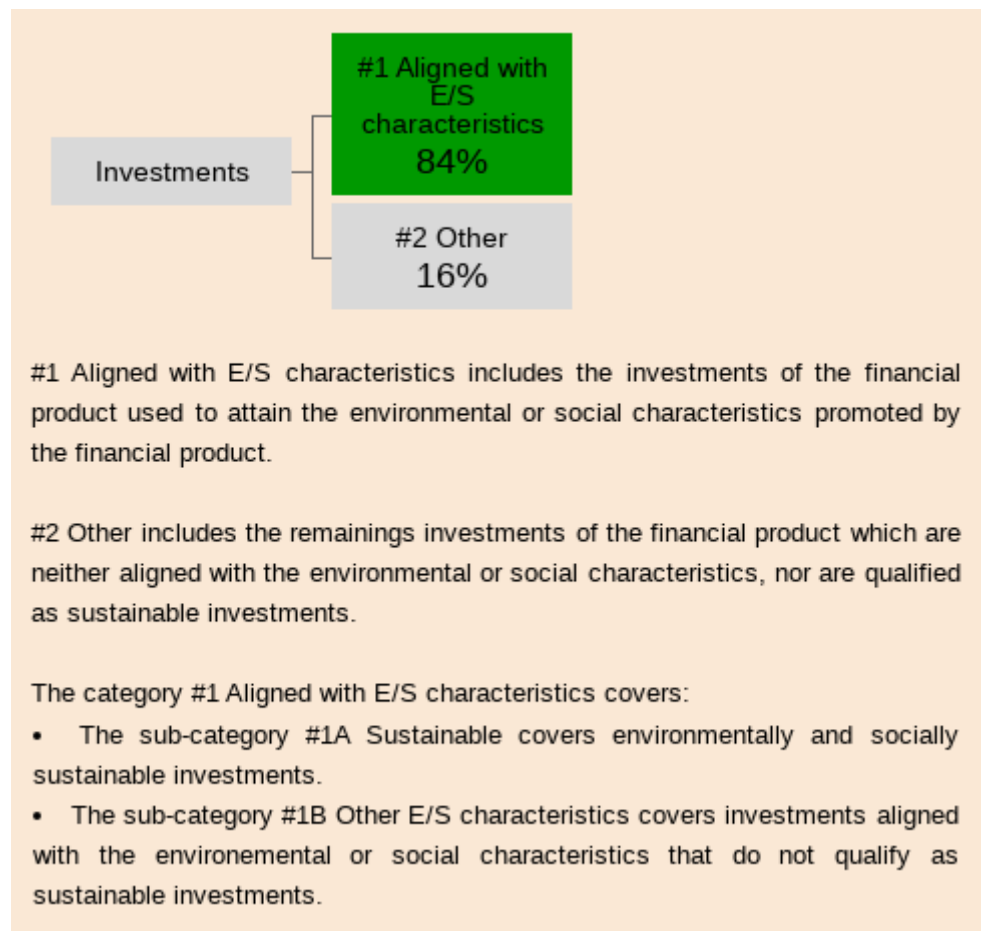 #1 Aligned with
E/S
characteristics
84%
Investments
#2 Other
16%
#1 Aligned with E/S characteristics includes the investments of the financial
product used to attain the environmental or social characteristics promoted by
the financial product.
#2 Other includes the remainings investments of the financial product which are
neither aligned with the environmental or social characteristics, nor are qualified
as sustainable investments.
The category #1 Aligned with E/S characteristics covers:
• The sub-category #1A Sustainable covers environmentally and socially
sustainable investments.
• The sub-category #1B Other E/S characteristics covers investments aligned
with the environemental or social characteristics that do not qualify as
sustainable investments.